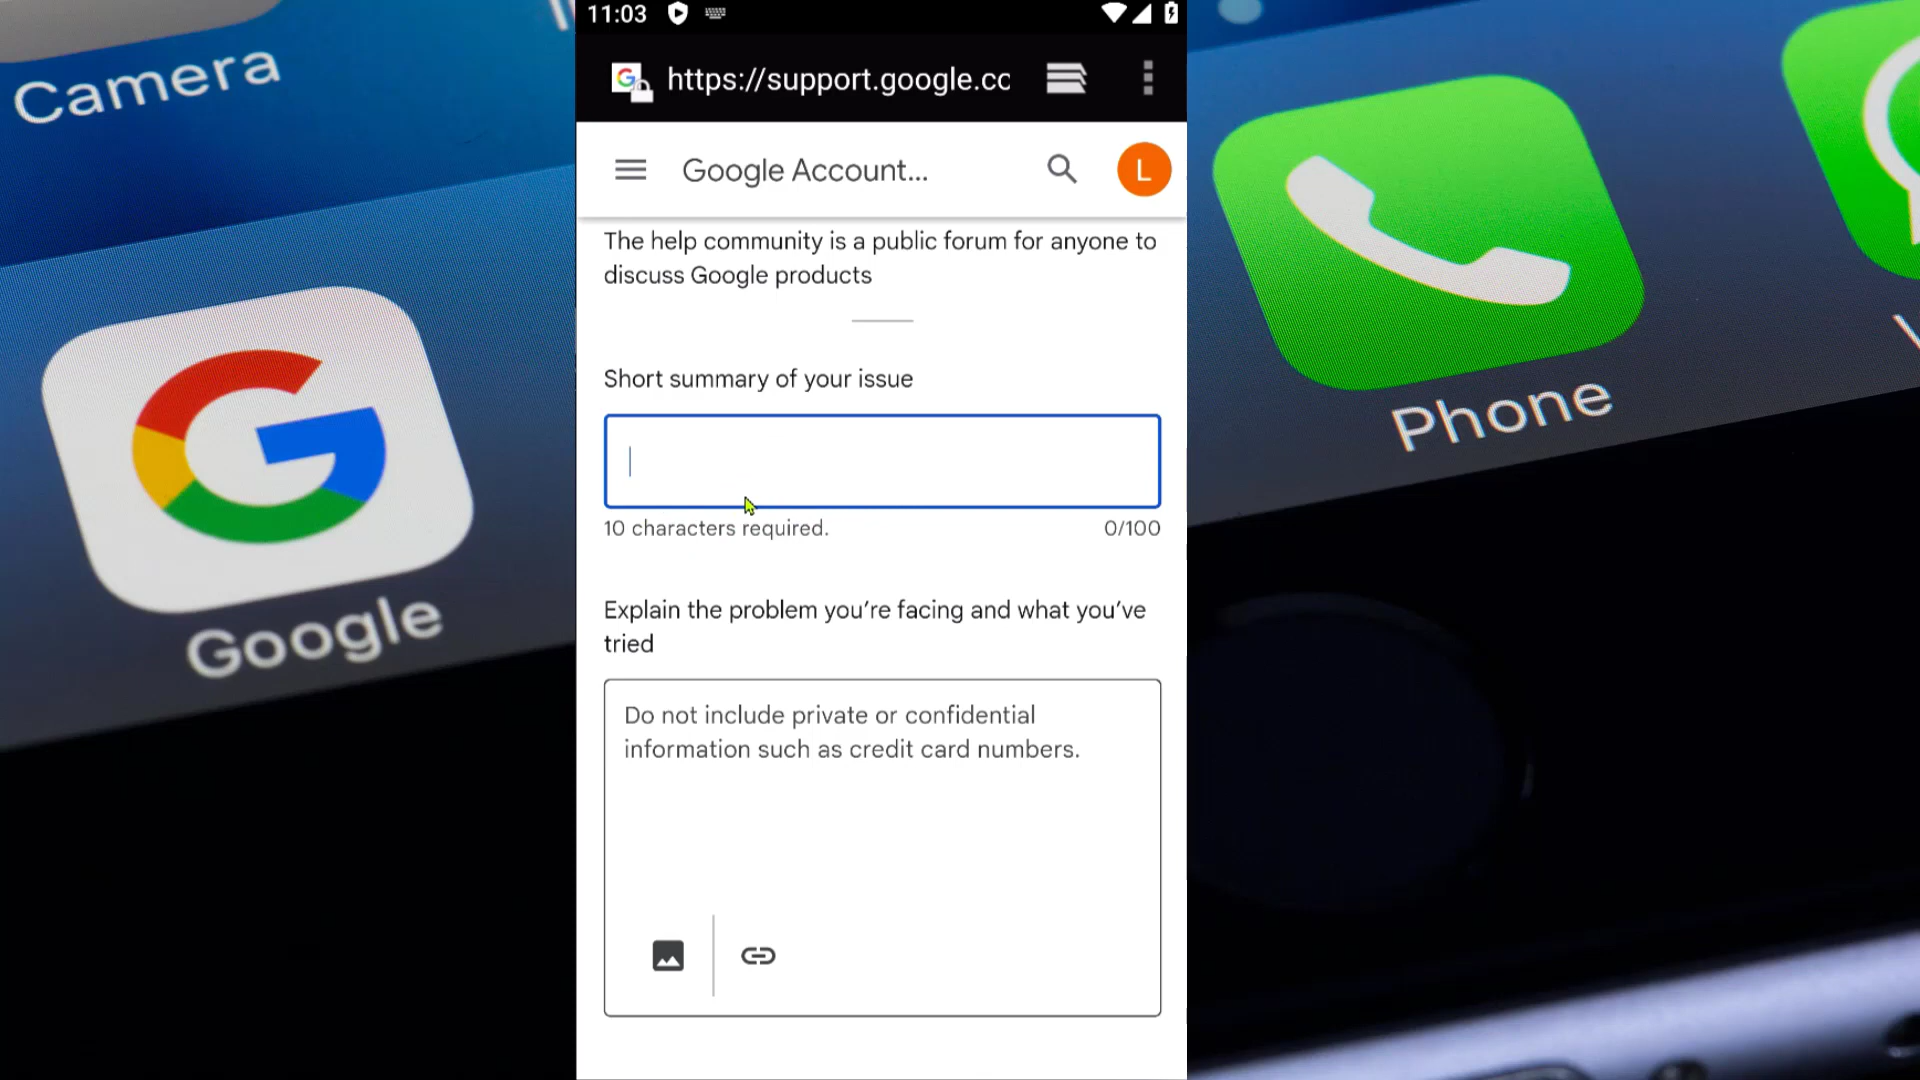 Camera
Google
11:03
https://support.google.cc
Google Account...
L
The help community is a public forum for anyone to
discuss Google products
Short summary of your issue
10 characters required.
0/100
Explain the problem you’re facing and what you’ve
tried
Do not include private or confidential
information such as credit card numbers.
Phone